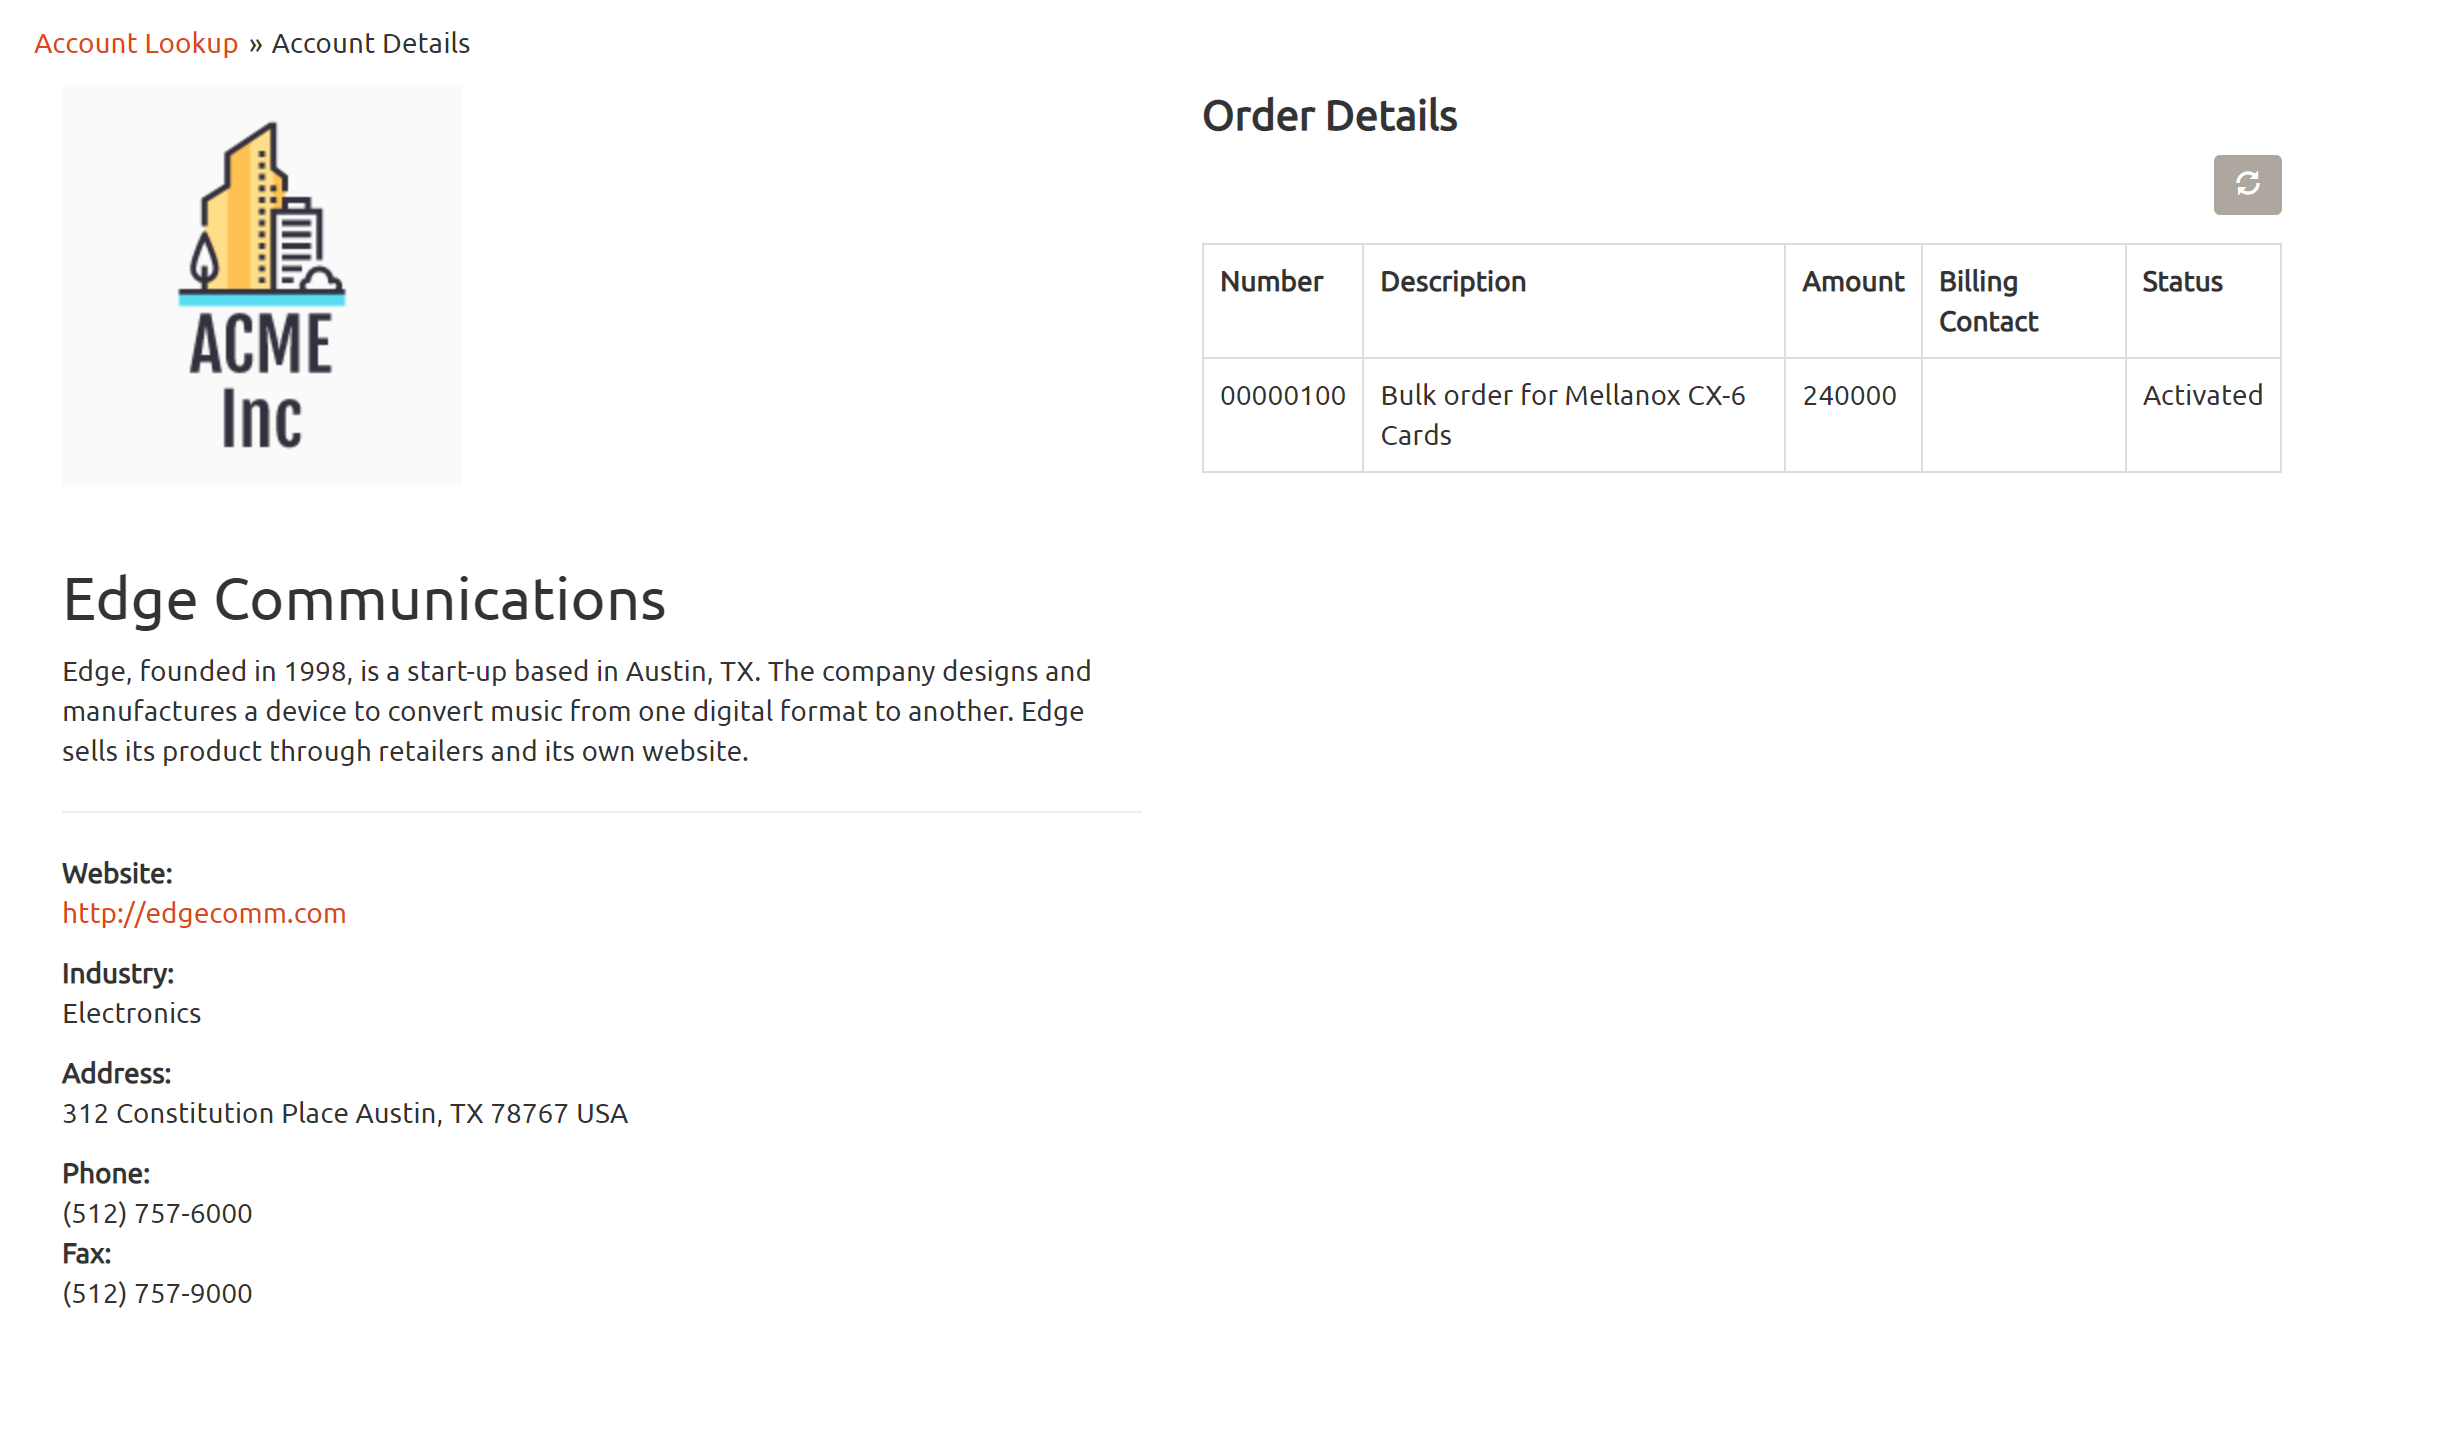 Account Lookup » Account Details
ACME
Inc
Edge Communications
Edge, founded in 1998, is a start-up based in Austin, TX. The company designs and
manufactures a device to convert music from one digital format to another. Edge
sells its product through retailers and its own website.
Website:
http://edgecomm.com
Industry:
Electronics
Address:
312 Constitution Place Austin, TX 78767 USA
Phone:
(512) 757-6000
Fax:
(512) 757-9000
Order Details
Number Description Amount Billing Contact Status
00000100 Bulk order for Mellanox CX-6 Cards 240000 Activated